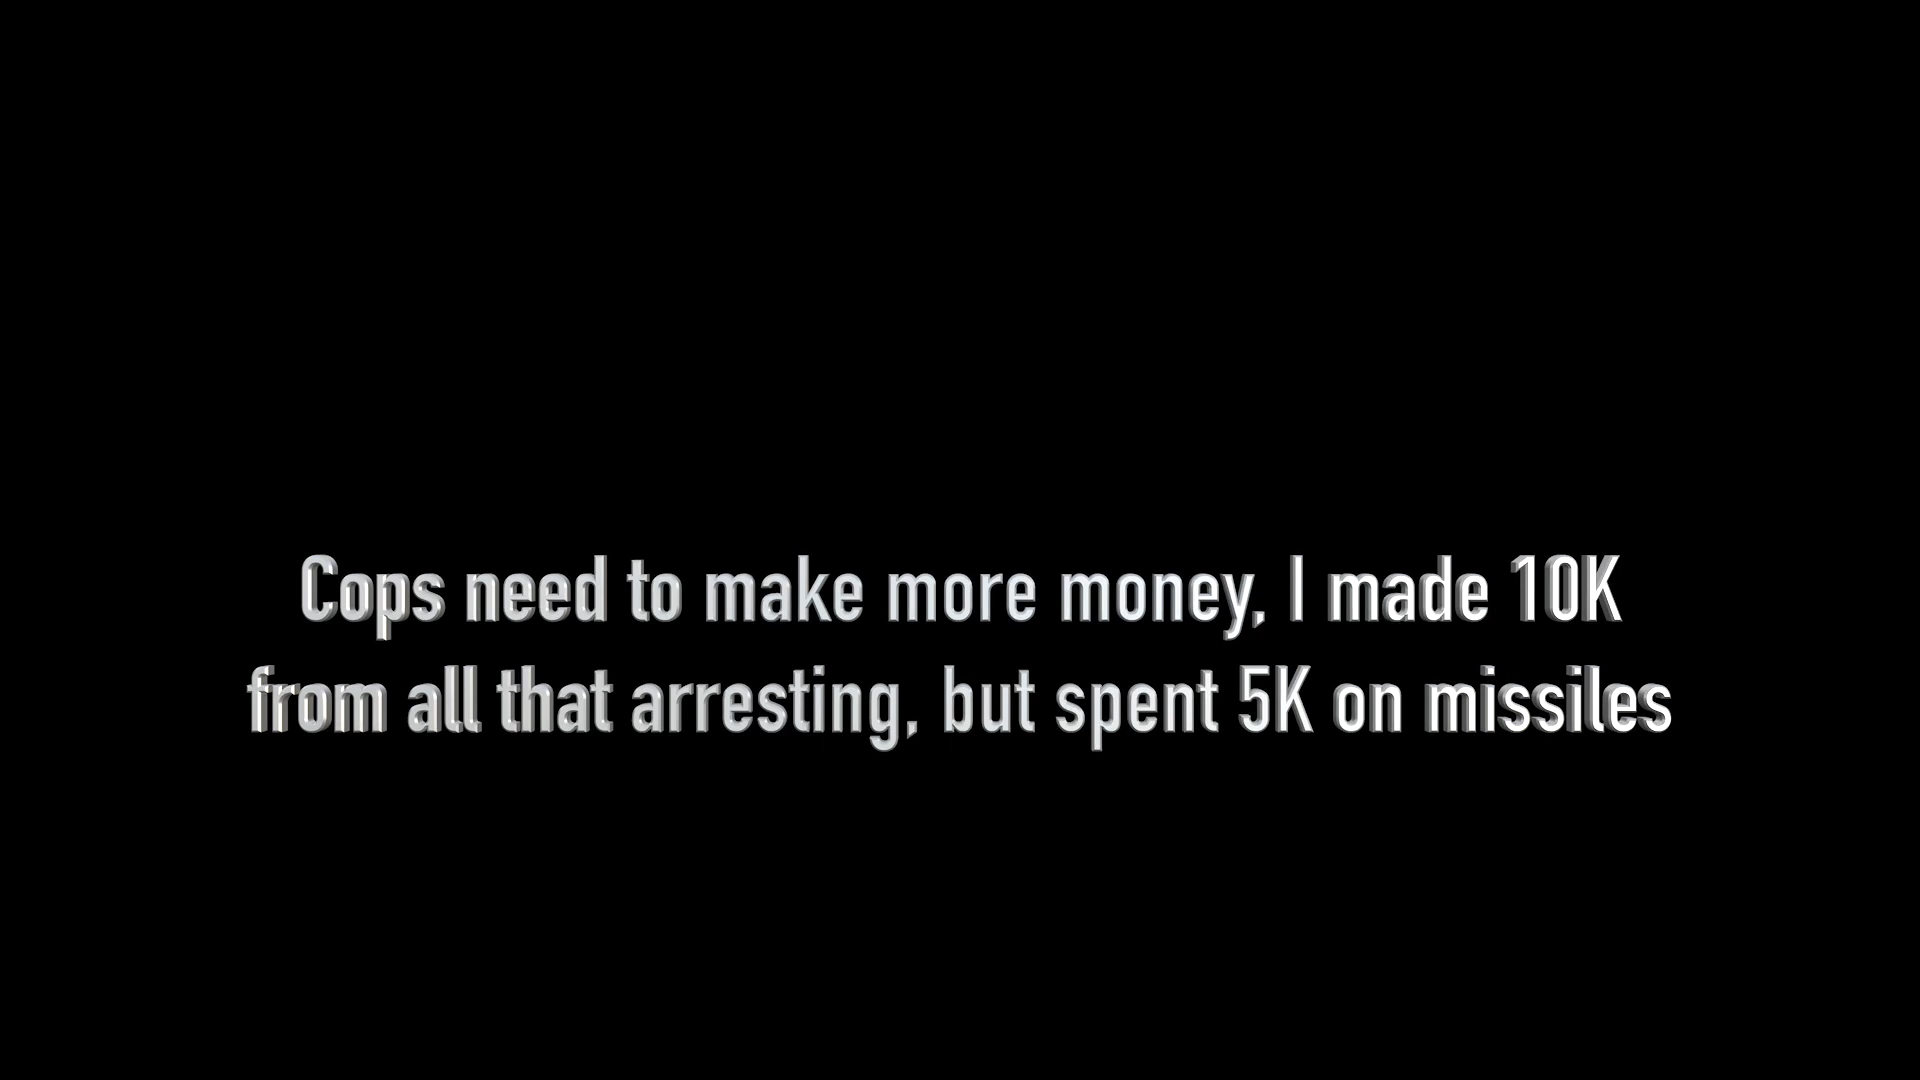 Cops need to make more money, I made 10K
from all that arresting, but spent 5K on missiles